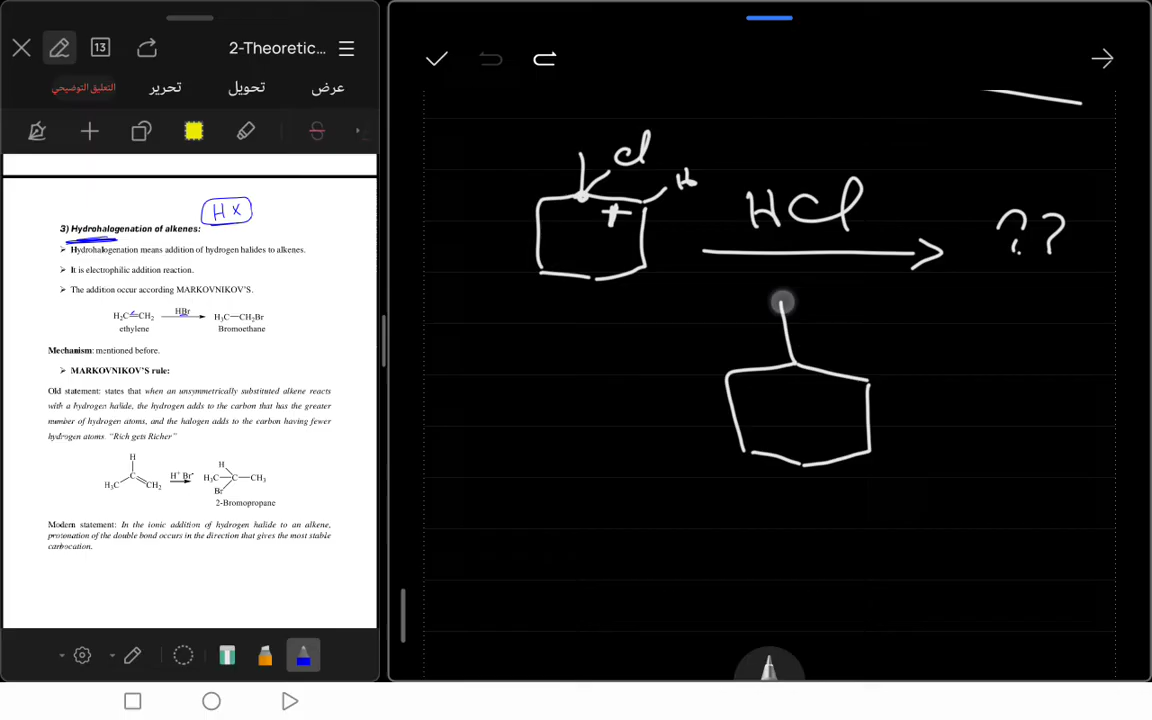 13
2-Theoretic...
عرض
تحويل
تحرير
التعليق التوضيحي
H X
3) Hydrohalogenation of alkenes:
Hydrohalogenation means addition of hydrogen halides to alkenes.
It is electrophilic addition reaction.
The addition occur according MARKOVNIKOV'S.
H2C=CH2 HBr H3C—CH2Br
ethylene Bromoethane
Mechanism: mentioned before.
MARKOVNIKOV'S rule:
Old statement: states that when an unsymmetrically substituted alkene reacts
with a hydrogen halide, the hydrogen adds to the carbon that has the greater
number of hydrogen atoms, and the halogen adds to the carbon having fewer
hydrogen atoms. "Rich gets Richer"
H
C
H3C CH2
H+ Br-
H
H3C—C—CH3
Br
2-Bromopropane
Modern statement: In the ionic addition of hydrogen halide to an alkene,
protonation of the double bond occurs in the direction that gives the most stable
carbocation.
Cl
H
+
HCl
??